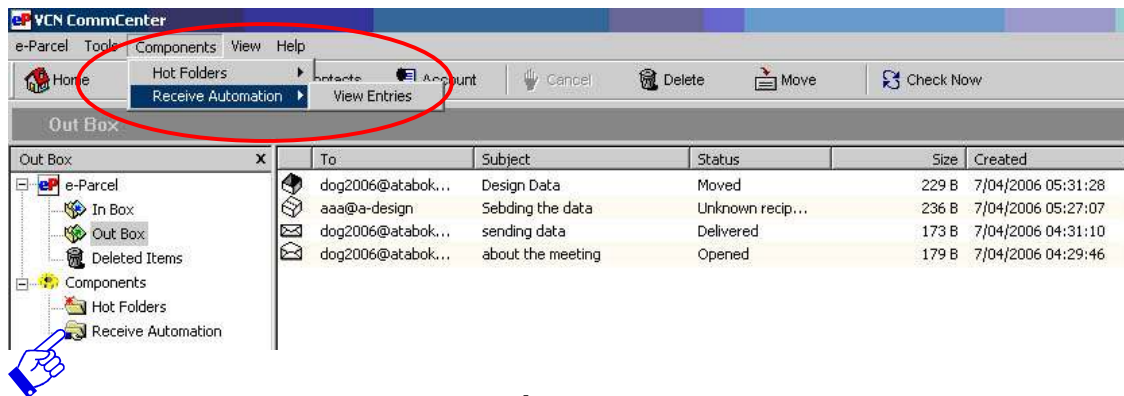 eP VCN CommCenter
e-Parcel Tools Components View Help
Home ontacts Account Cancel Delete Move Check Now
Hot Folders
Receive Automation View Entries
Out Box
Out Box x To Subject Status Size Created
eP e-Parcel dog2006@atabok... Design Data Moved 229 B 7/04/2006 05:31:28
In Box aaa@a-design Sebding the data Unknown recip... 236 B 7/04/2006 05:27:07
Out Box dog2006@atabok... sending data Delivered 173 B 7/04/2006 04:31:10
Deleted Items dog2006@atabok... about the meeting Opened 179 B 7/04/2006 04:29:46
Components
Hot Folders
Receive Automation